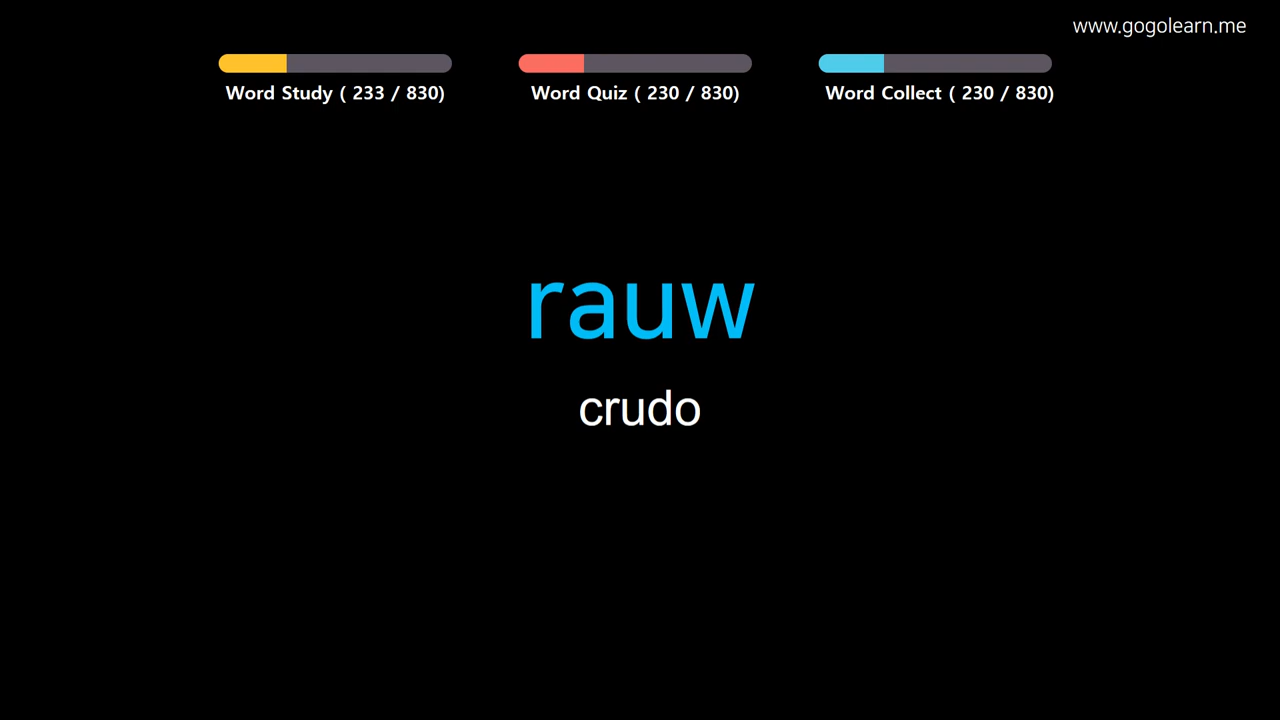 www.gogolearn.me
Word Study ( 233 / 830)
Word Quiz ( 230 / 830)
Word Collect ( 230 / 830)
rauw
crudo